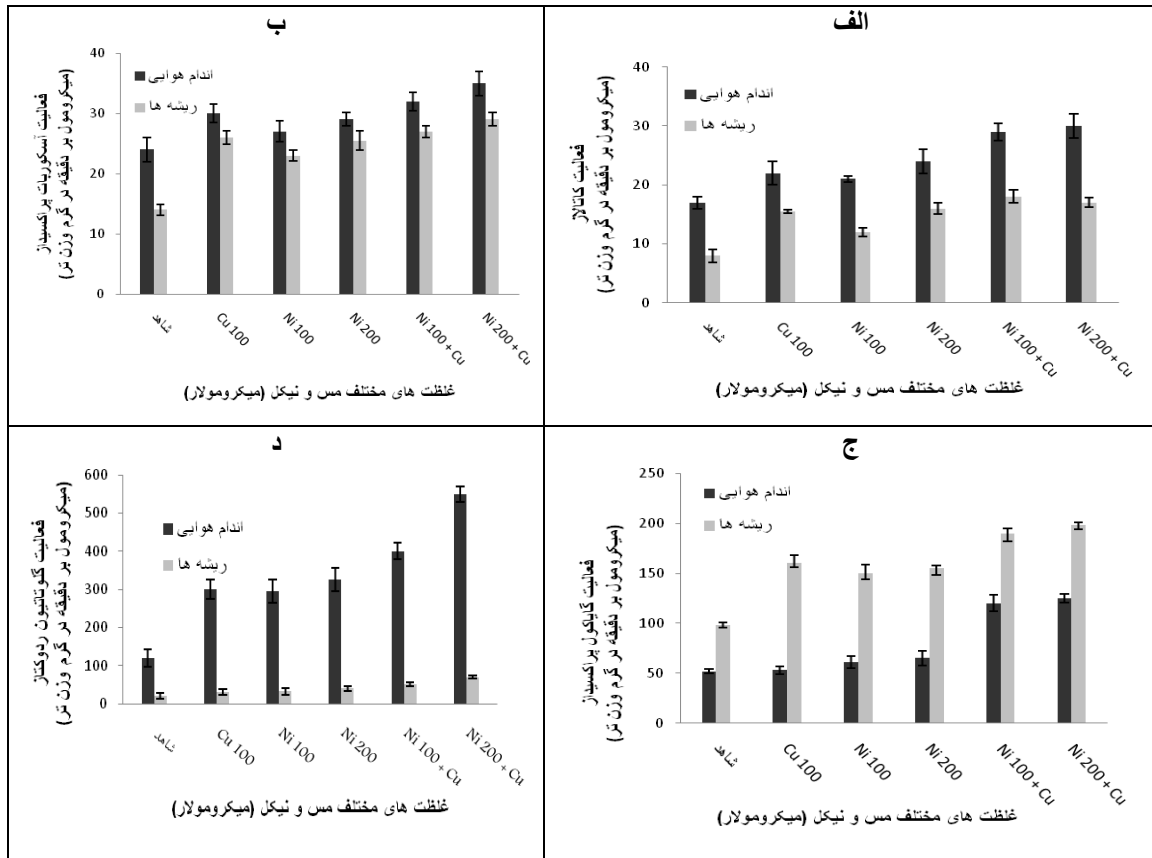 الف
40
30
20
10
0
فعالیت کاتالاز
(میکرومول بر دقیقه در گرم وزن تر)
اندام هوایی
ریشه ها
شاهد
Cu 100
Ni 100
Ni 200
Ni 100 + Cu
Ni 200 + Cu
غلظت های مختلف مس و نیکل (میکرومولار)
ب
40
30
20
10
0
فعالیت آسکوربات پراکسیداز
(میکرومول بر دقیقه در گرم وزن تر)
اندام هوایی
ریشه ها
شاهد
Cu 100
Ni 100
Ni 200
Ni 100 + Cu
Ni 200 + Cu
غلظت های مختلف مس و نیکل (میکرومولار)
ج
250
200
150
100
50
0
فعالیت گایاکول پراکسیداز
(میکرومول بر دقیقه در گرم وزن تر)
اندام هوایی
ریشه ها
شاهد
Cu 100
Ni 100
Ni 200
Ni 100 + Cu
Ni 200 + Cu
غلظت های مختلف مس و نیکل (میکرومولار)
د
600
500
400
300
200
100
0
فعالیت گلوتاتیون ردوکتاز
(میکرومول بر دقیقه در گرم وزن تر)
اندام هوایی
ریشه ها
شاهد
Cu 100
Ni 100
Ni 200
Ni 100 + Cu
Ni 200 + Cu
غلظت های مختلف مس و نیکل (میکرومولار)